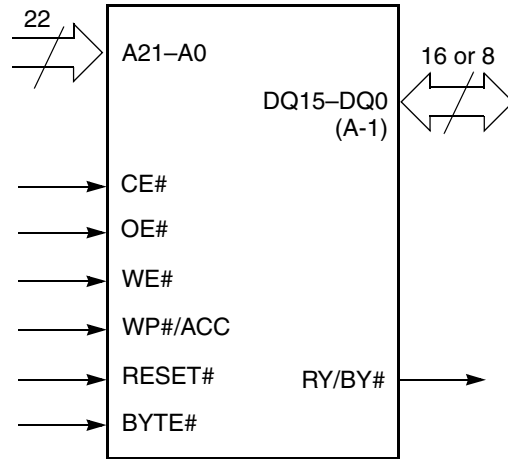 22
A21–A0
16 or 8
DQ15–DQ0
(A-1)
CE#
OE#
WE#
WP#/ACC
RESET#
RY/BY#
BYTE#